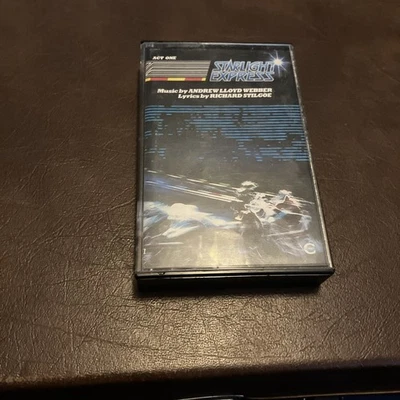 ACT ONE
STARLIGHT
EXPRESS
Music by ANDREW LLOYD WEBBER
Lyrics by RICHARD STILGOE